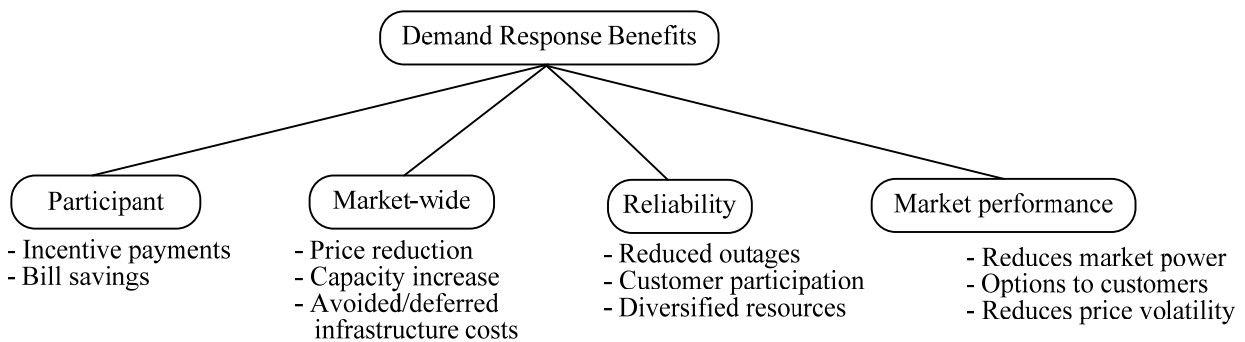 Demand Response Benefits
Participant
- Incentive payments
- Bill savings
Market-wide
- Price reduction
- Capacity increase
- Avoided/deferred
infrastructure costs
Reliability
- Reduced outages
- Customer participation
- Diversified resources
Market performance
- Reduces market power
- Options to customers
- Reduces price volatility